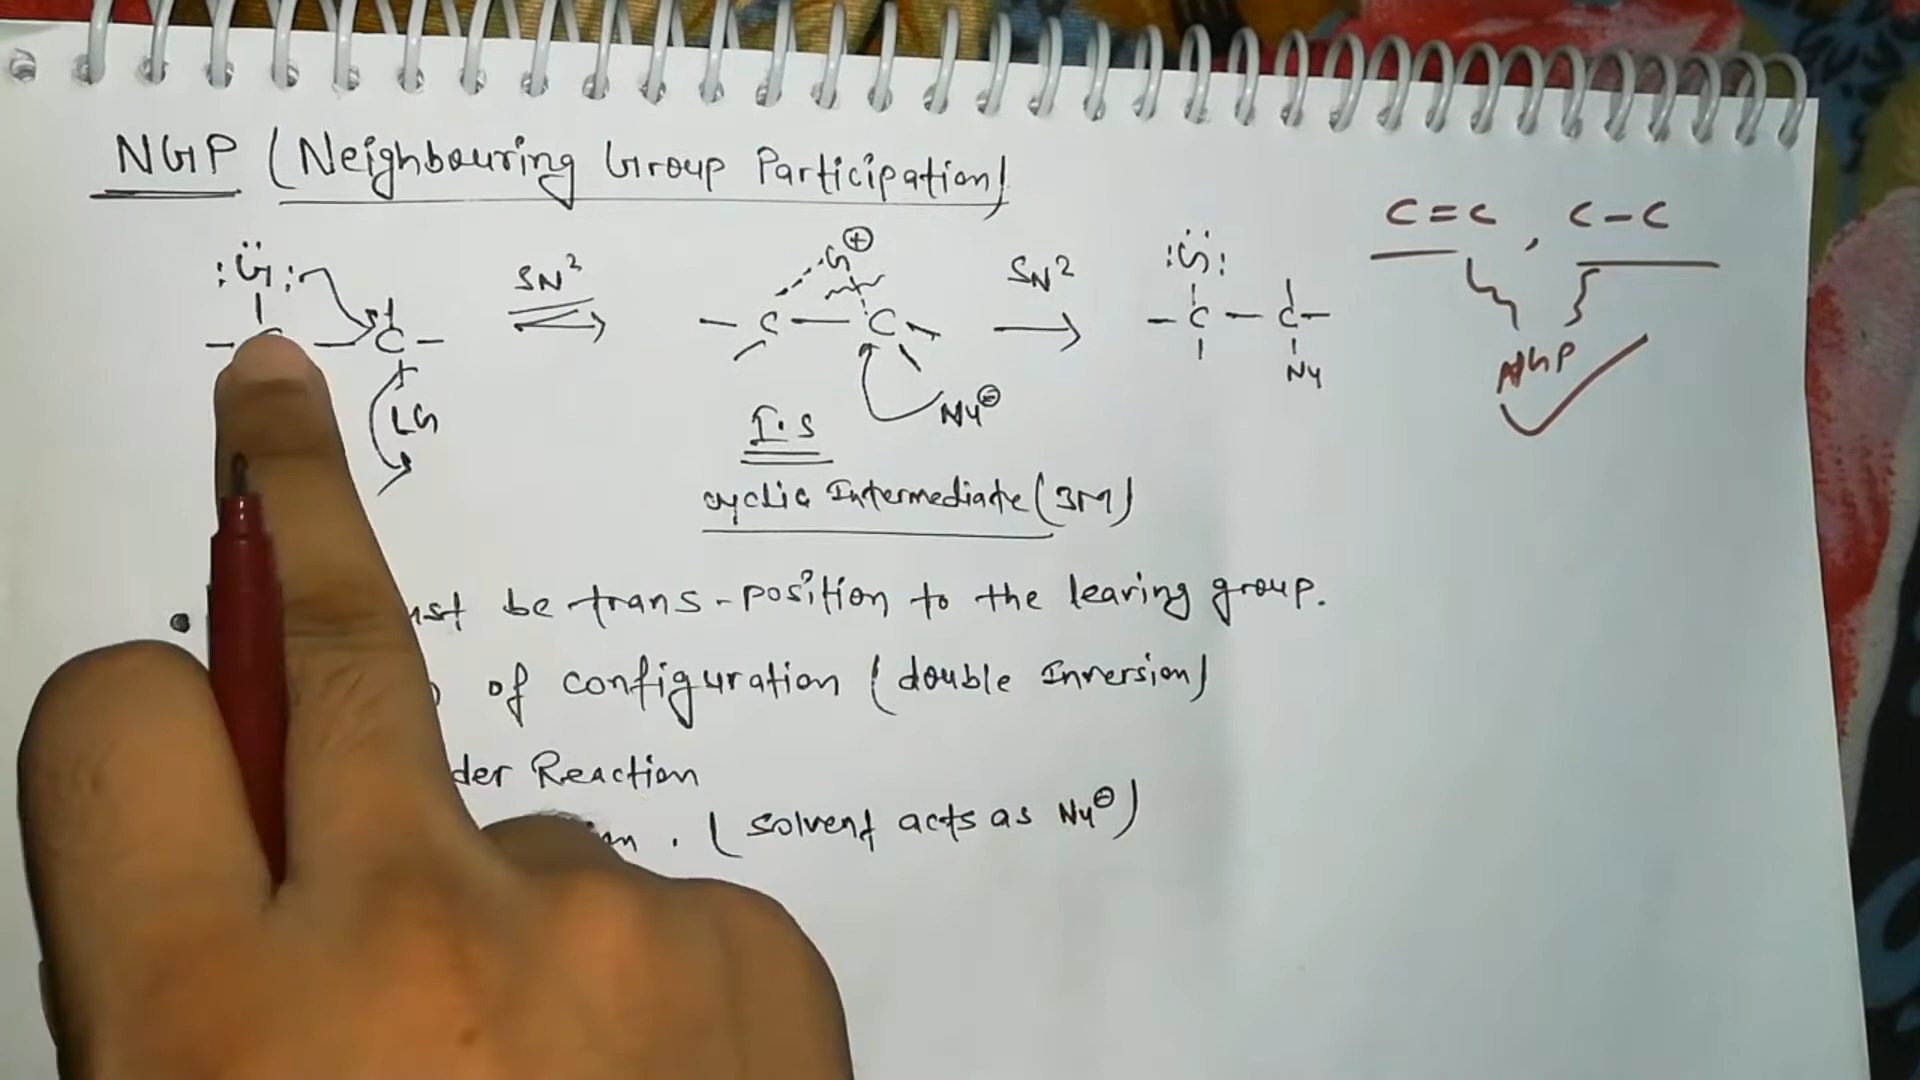 NGP (Neighbouring Group Participation)
C=C, C-C
:G̈: SN² G⊕ SN² :G̈:
- C - - C - C - - C - C -
LG Nu⊖ Nu NGP
I.S
cyclic Intermediate (3M)
be trans-position to the leaving group.
of configuration (double Inversion)
der Reaction
. (solvent acts as Nu⊖)